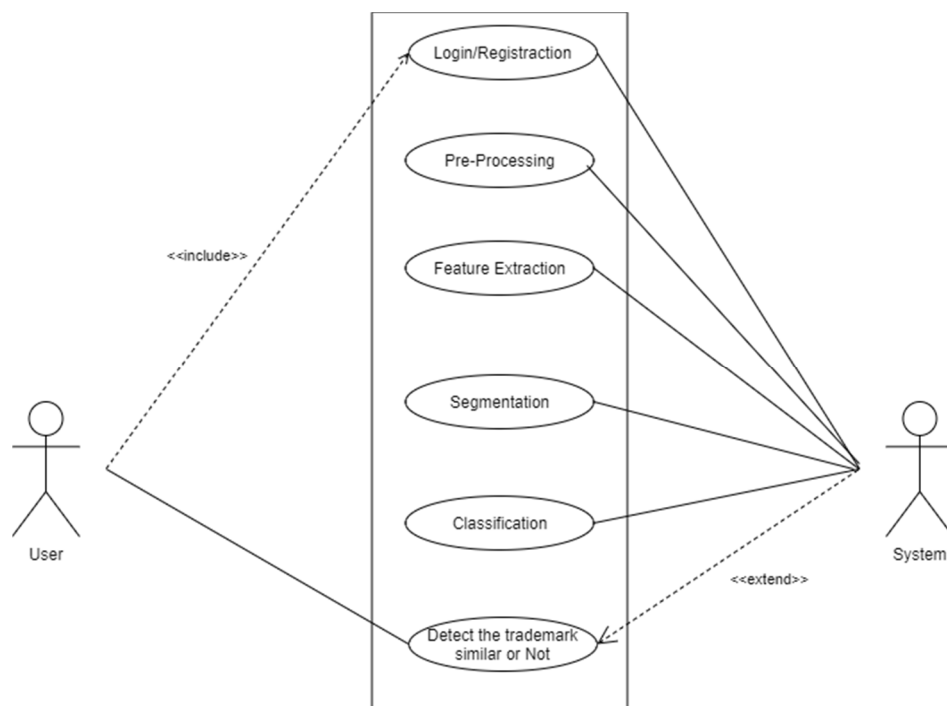 Login/Registraction
Pre-Processing
<<include>>
Feature Extraction
Segmentation
Classification
User
System
<<extend>>
Detect the trademark
similar or Not